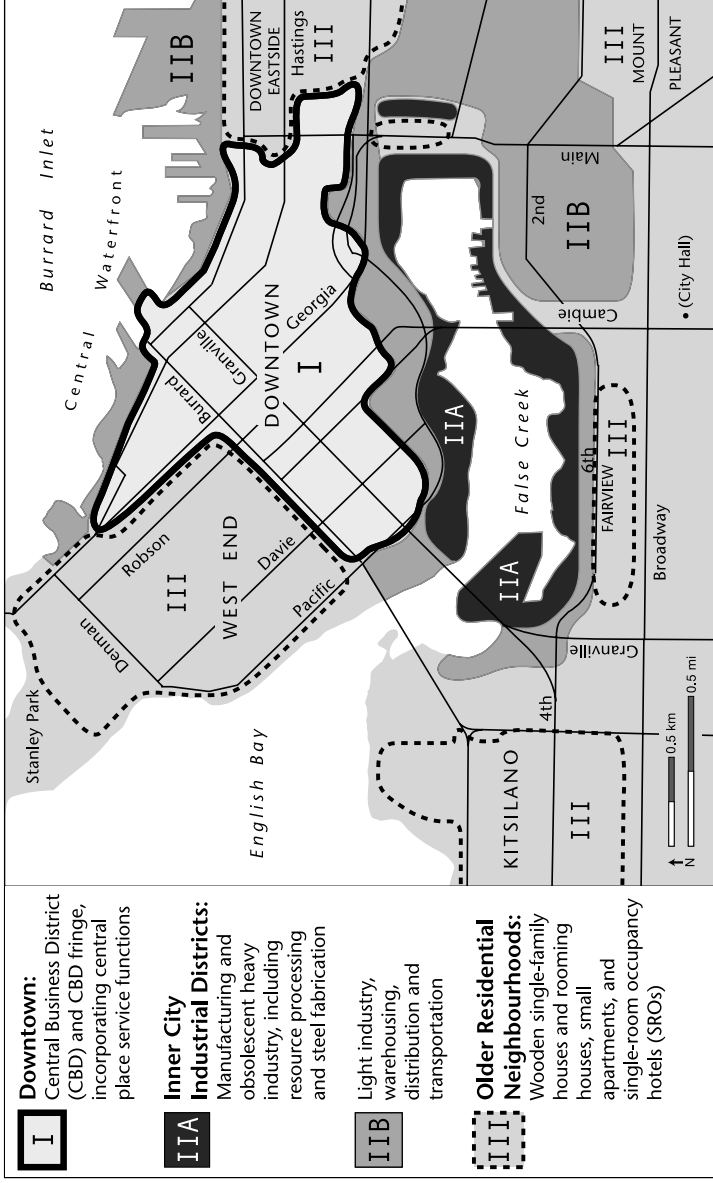 I
Downtown:
Central Business District
(CBD) and CBD fringe,
incorporating central
place service functions
IIA
Inner City
Industrial Districts:
Manufacturing and
obsolescent heavy
industry, including
resource processing
and steel fabrication
IIB
Light industry,
warehousing,
distribution and
transportation
III
Older Residential
Neighbourhoods:
Wooden single-family
houses and rooming
houses, small
apartments, and
single-room occupancy
hotels (SROs)
Stanley Park
Burrard Inlet
Central Waterfront
IIB
DOWNTOWN
EASTSIDE
Hastings
III
Denman
Robson
III
WEST END
Davie
Pacific
Burrard
Granville
DOWNTOWN
Georgia
I
English Bay
IIA
False Creek
IIA
Main
2nd
IIB
Cambie
III
MOUNT
PLEASANT
(City Hall)
6th
FAIRVIEW
III
Broadway
Granville
4th
KITSILANO
III
N
0.5 km
0.5 mi